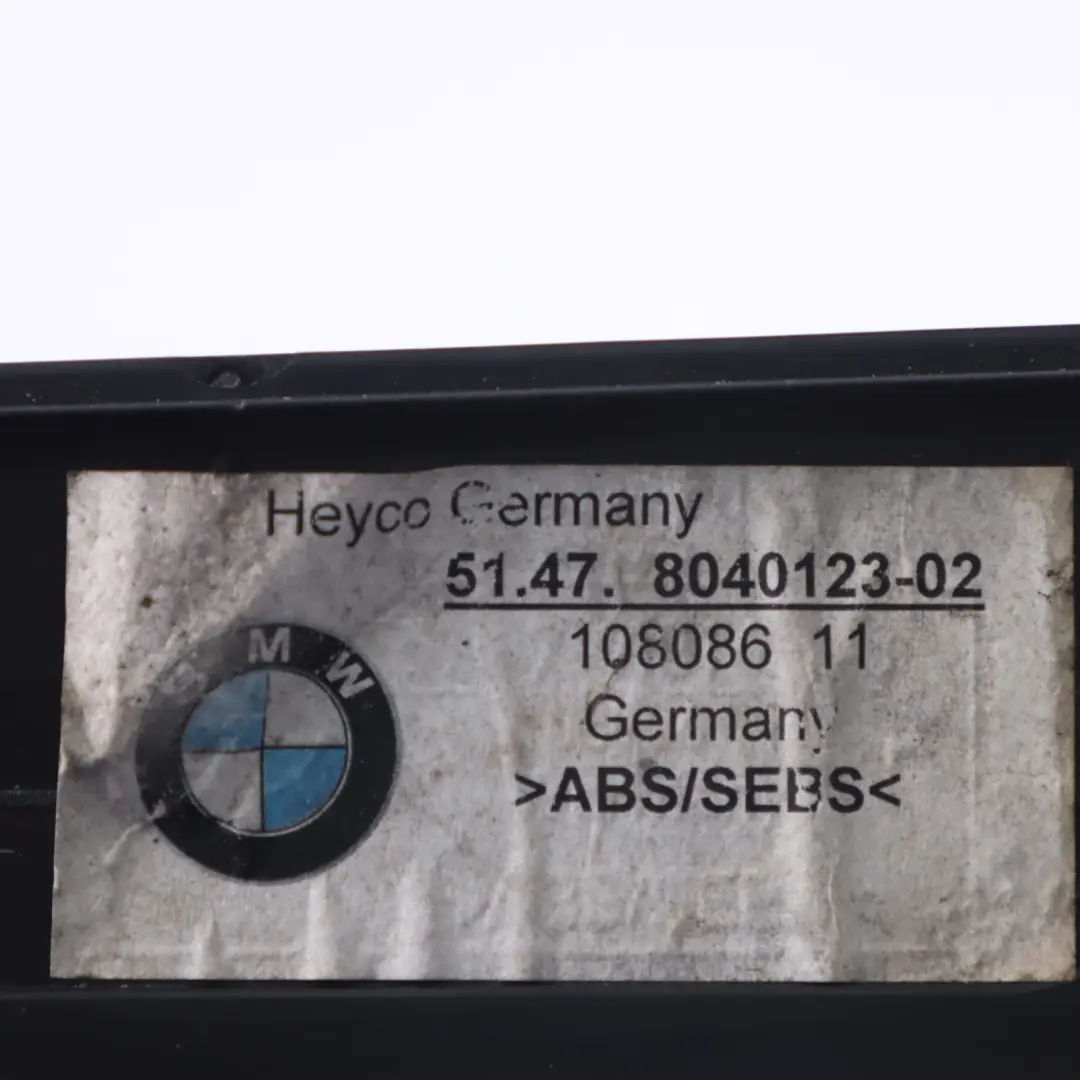 Heyco Germany
51.47. 8040123-02
108086 11
Germany
>ABS/SEBS<
BMW